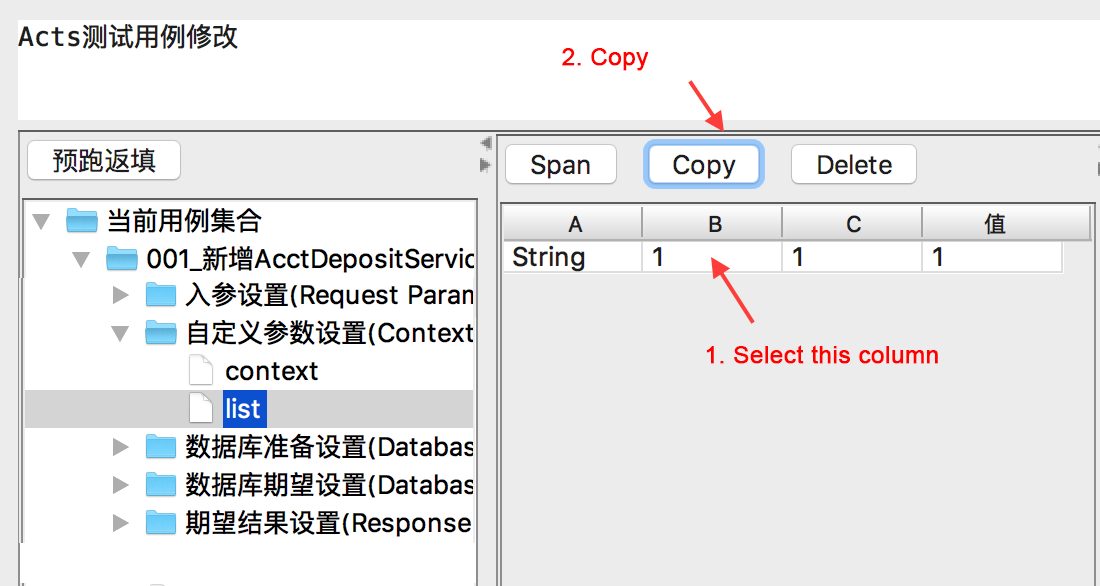 Acts测试用例修改
2. Copy
预跑返填
Span Copy Delete
当前用例集合
001_新增AcctDepositServic
入参设置(Request Param
自定义参数设置(Context
context
list
数据库准备设置(Databas
数据库期望设置(Databas
期望结果设置(Response
A B C 值
String 1 1 1
1. Select this column